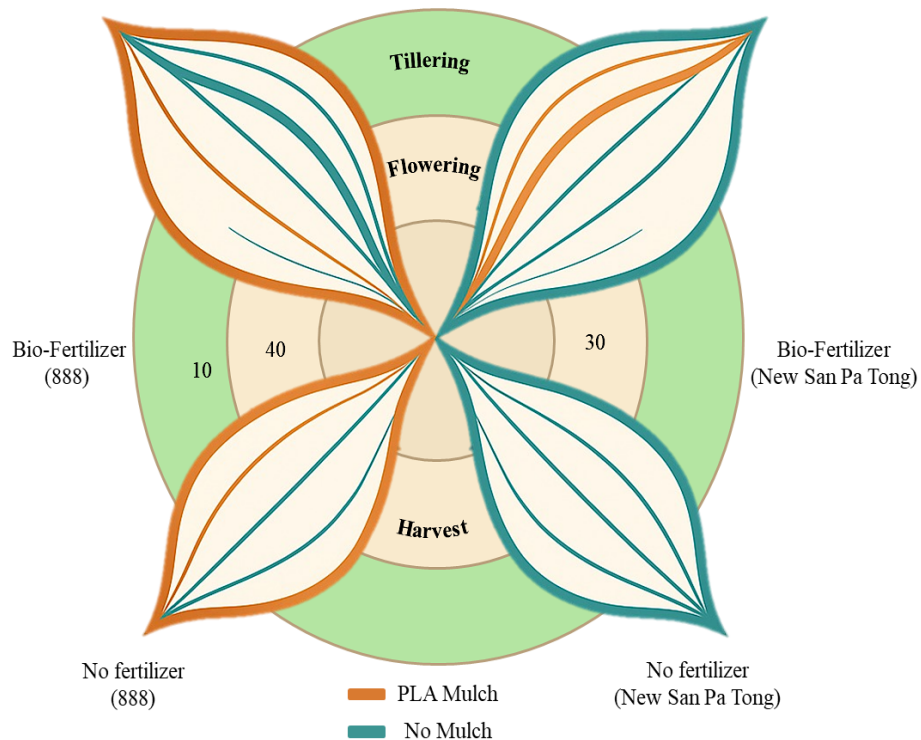 Tillering
Flowering
40
30
10
Bio-Fertilizer
(888)
Bio-Fertilizer
(New San Pa Tong)
Harvest
No fertilizer
(888)
No fertilizer
(New San Pa Tong)
PLA Mulch
No Mulch